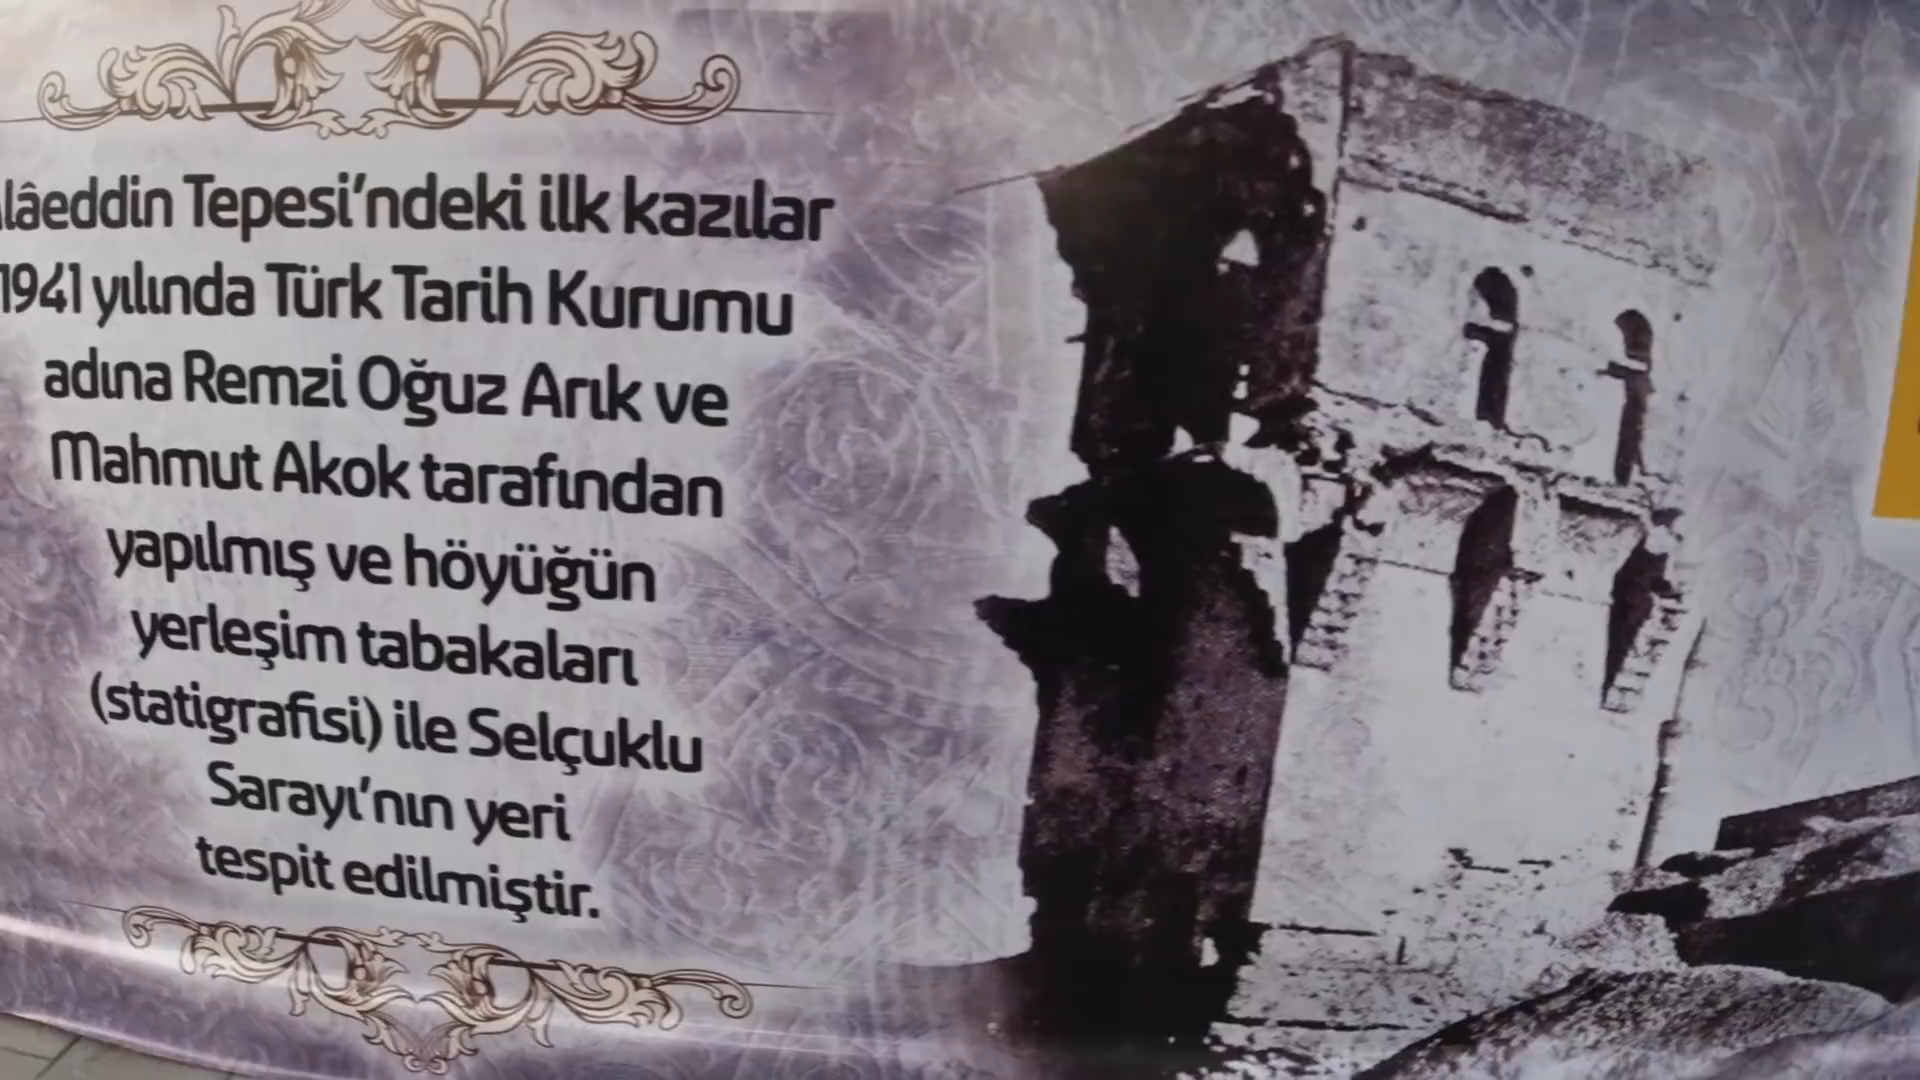 lâeddin Tepesi'ndeki ilk kazılar
1941 yılında Türk Tarih Kurumu
adına Remzi Oğuz Arık ve
Mahmut Akok tarafından
yapılmış ve höyüğün
yerleşim tabakaları
(statigrafisi) ile Selçuklu
Sarayı'nın yeri
tespit edilmiştir.